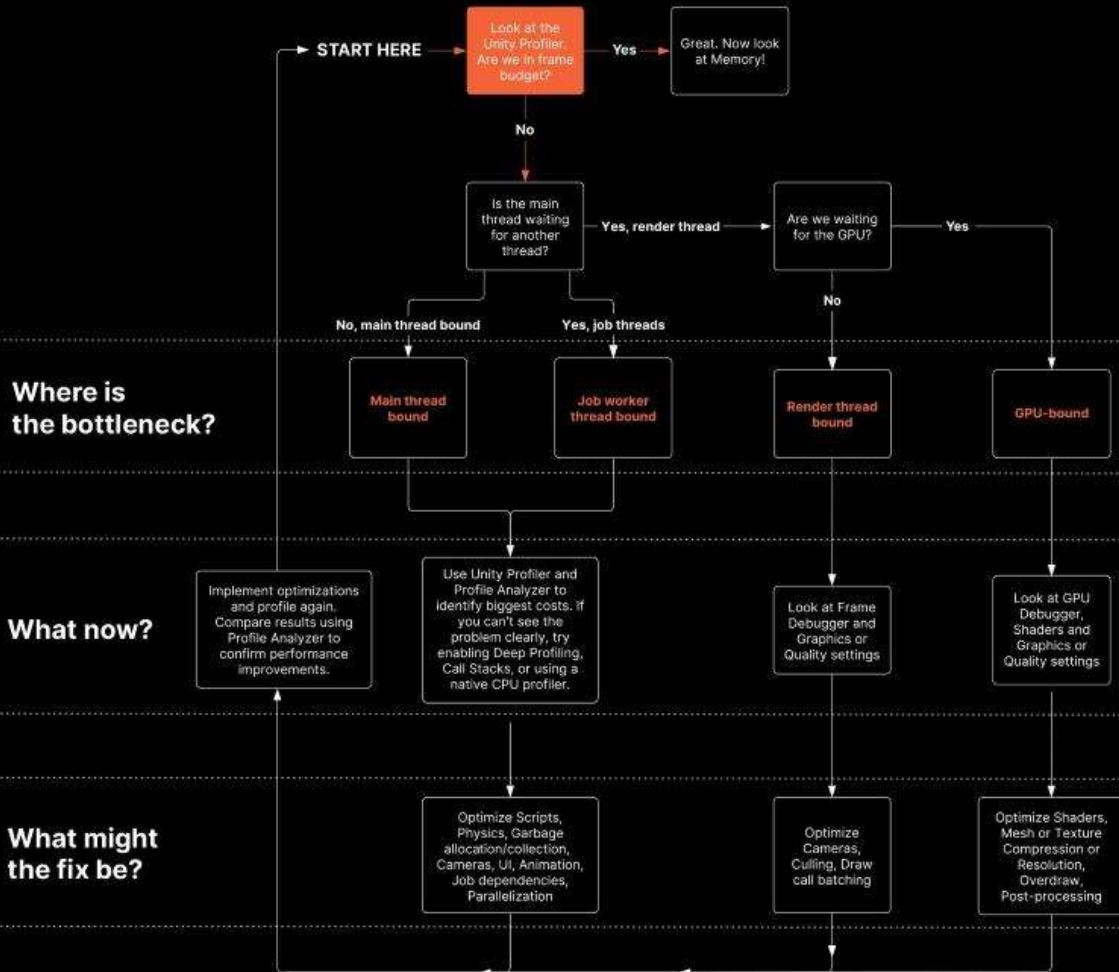 START HERE
Look at the
Unity Profiler.
Are we in frame
budget?
Yes
Great. Now look
at Memory!
No
Is the main
thread waiting
for another
thread?
Yes, render thread
Are we waiting
for the GPU?
Yes
No, main thread bound
Yes, job threads
No
Where is
the bottleneck?
Main thread
bound
Job worker
thread bound
Render thread
bound
GPU-bound
What now?
Implement optimizations
and profile again.
Compare results using
Profile Analyzer to
confirm performance
improvements.
Use Unity Profiler and
Profile Analyzer to
identify biggest costs. If
you can't see the
problem clearly, try
enabling Deep Profiling,
Call Stacks, or using a
native CPU profiler.
Look at Frame
Debugger and
Graphics or
Quality settings
Look at GPU
Debugger,
Shaders and
Graphics or
Quality settings
What might
the fix be?
Optimize Scripts,
Physics, Garbage
allocation/collection,
Cameras, UI, Animation,
Job dependencies,
Parallelization
Optimize
Cameras,
Culling, Draw
call batching
Optimize Shaders,
Mesh or Texture
Compression or
Resolution,
Overdraw,
Post-processing